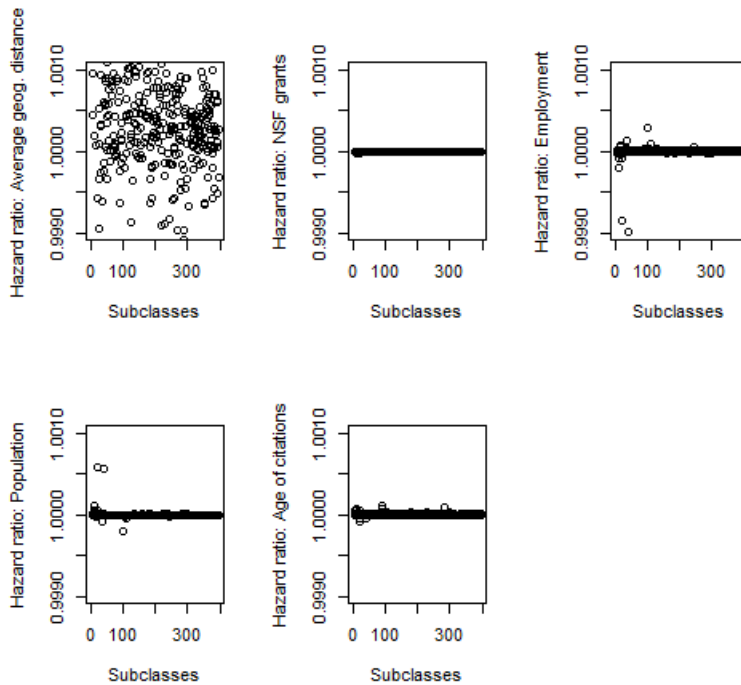 Hazard ratio: Average geog. distance
1.0010
1.0000
0.9990
0 100 300
Subclasses
Hazard ratio: NSF grants
1.0010
1.0000
0.9990
0 100 300
Subclasses
Hazard ratio: Employment
1.0010
1.0000
0.9990
0 100 300
Subclasses
Hazard ratio: Population
1.0010
1.0000
0.9990
0 100 300
Subclasses
Hazard ratio: Age of citations
1.0010
1.0000
0.9990
0 100 300
Subclasses